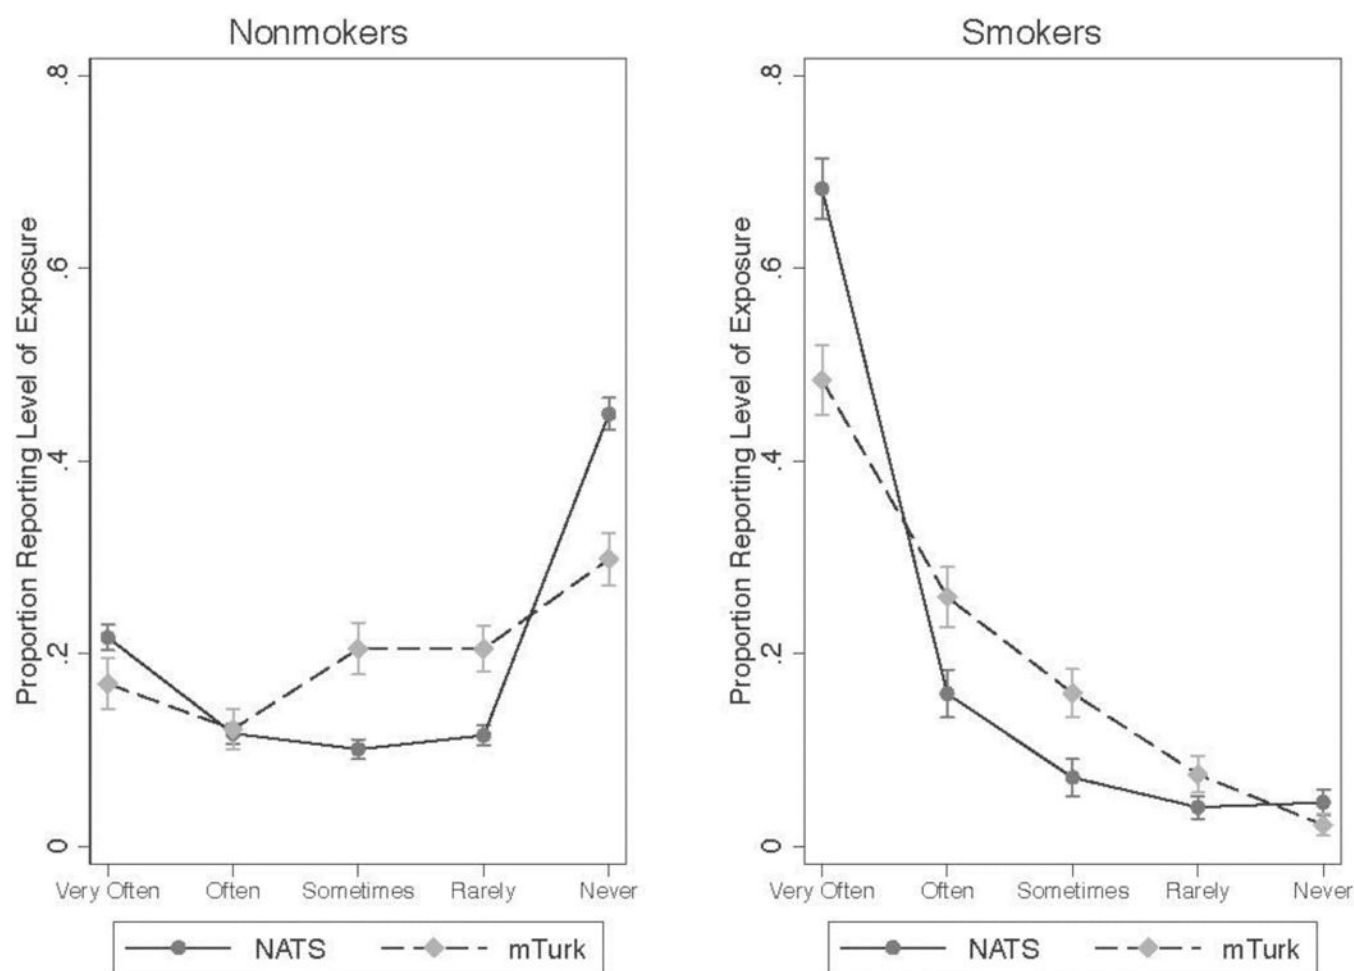 Nonmokers
Proportion Reporting Level of Exposure
.8
.6
.4
.2
0
Very Often Often Sometimes Rarely Never
NATS mTurk
Smokers
Proportion Reporting Level of Exposure
.8
.6
.4
.2
0
Very Often Often Sometimes Rarely Never
NATS mTurk